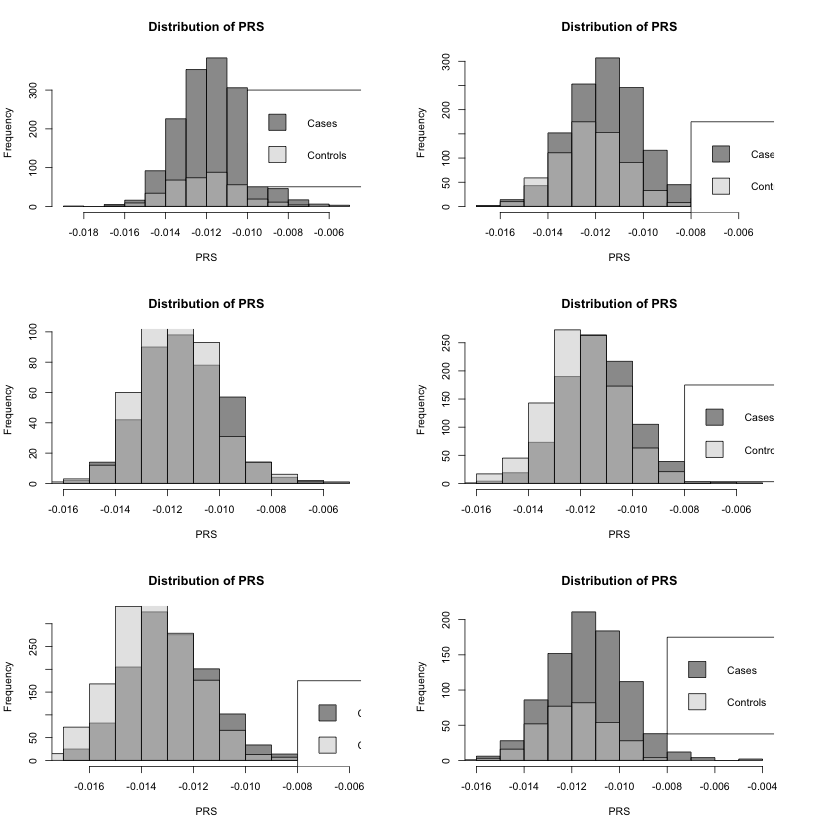 Distribution of PRS
Frequency
300
200
100
0
Cases
Controls
-0.018 -0.016 -0.014 -0.012 -0.010 -0.008 -0.006
PRS
Distribution of PRS
Frequency
300
200
100
50
0
Case
Cont
-0.016 -0.014 -0.012 -0.010 -0.008 -0.006
PRS
Distribution of PRS
Frequency
100
80
60
40
20
0
-0.016 -0.014 -0.012 -0.010 -0.008 -0.006
PRS
Distribution of PRS
Frequency
250
200
150
100
50
0
Cases
Contro
-0.016 -0.014 -0.012 -0.010 -0.008 -0.006
PRS
Distribution of PRS
Frequency
250
150
50
0
C
C
-0.016 -0.014 -0.012 -0.010 -0.008 -0.006
PRS
Distribution of PRS
Frequency
200
150
100
50
0
Cases
Controls
-0.016 -0.014 -0.012 -0.010 -0.008 -0.006 -0.004
PRS